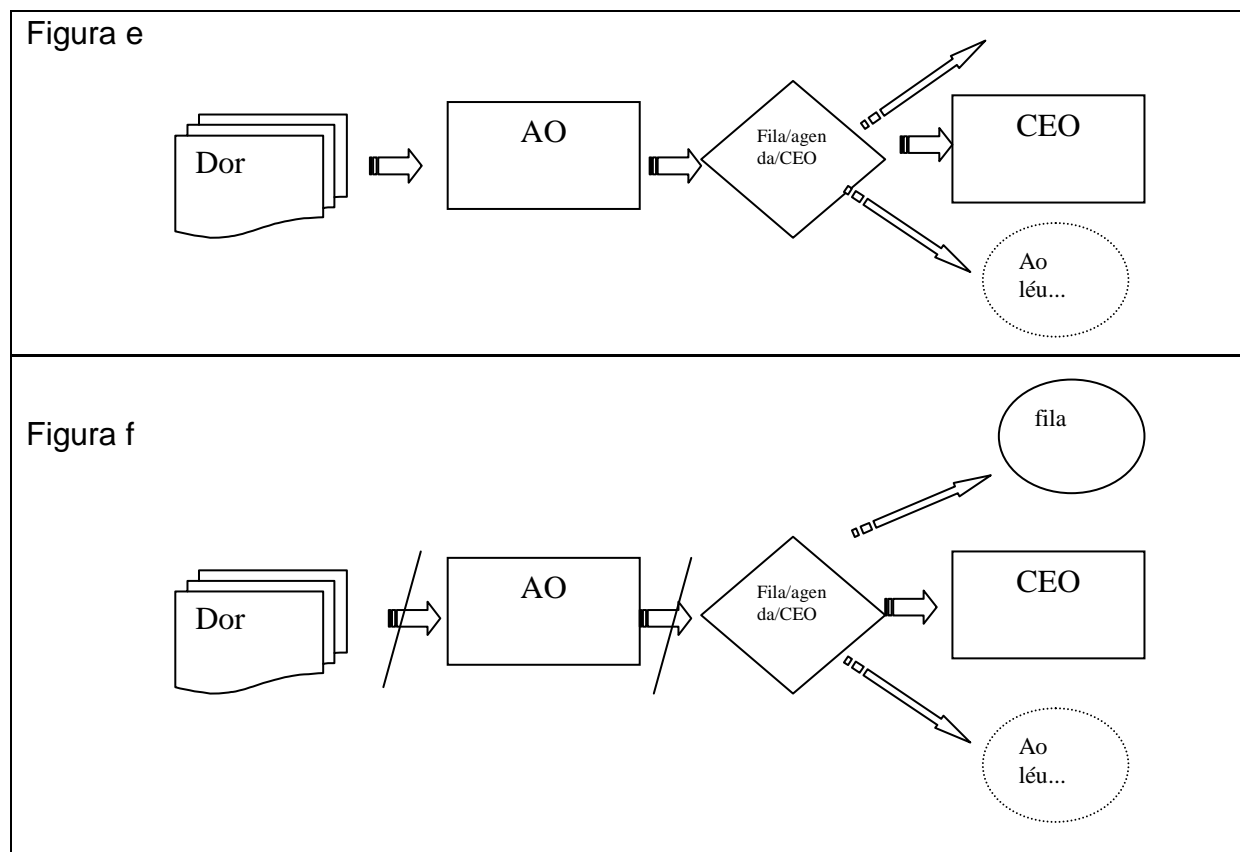 Figura e
Dor
AO
Fila/agen
da/CEO
CEO
Ao
léu...
Figura f
fila
Dor
AO
Fila/agen
da/CEO
CEO
Ao
léu...